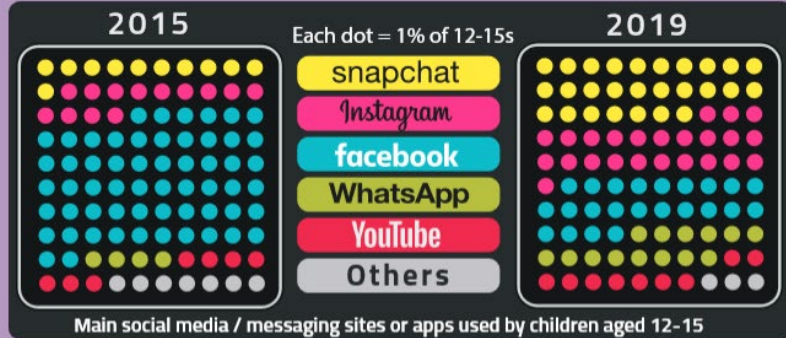 2015
Each dot = 1% of 12-15s
2019
snapchat
Instagram
facebook
WhatsApp
YouTube
Others
Main social media / messaging sites or apps used by children aged 12-15